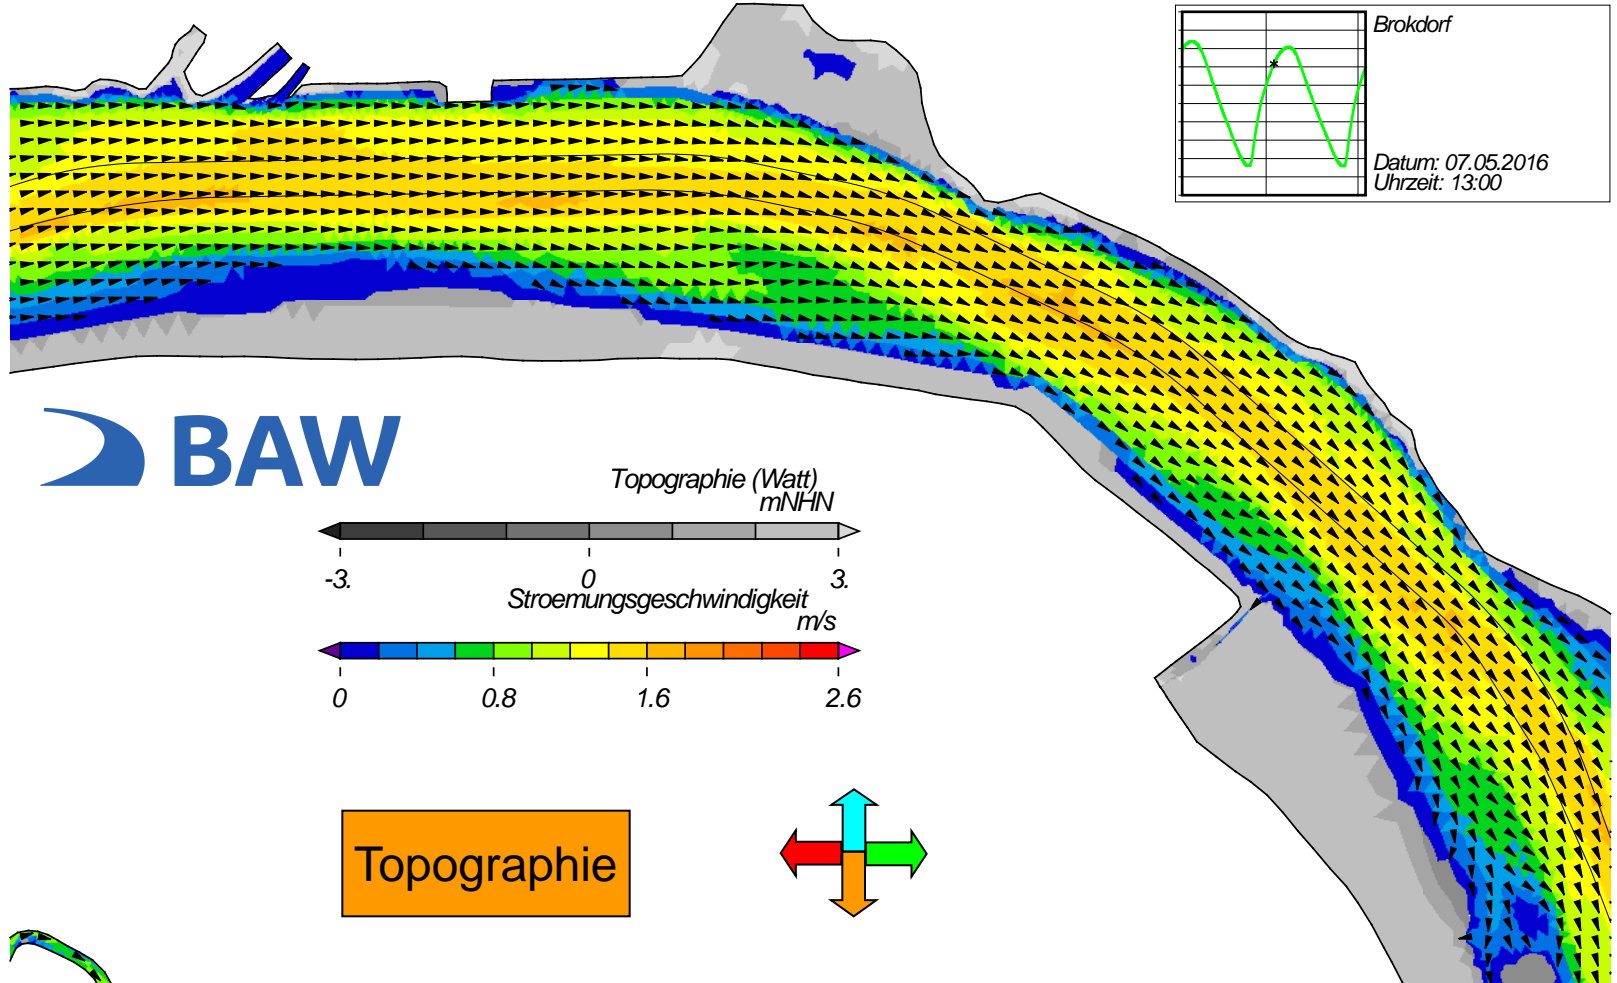 Brokdorf
Datum: 07.05.2016
Uhrzeit: 13:00
BAW
Topographie (Watt)
mNHN
-3. 0 3.
Stroemungsgeschwindigkeit
m/s
0 0.8 1.6 2.6
Topographie